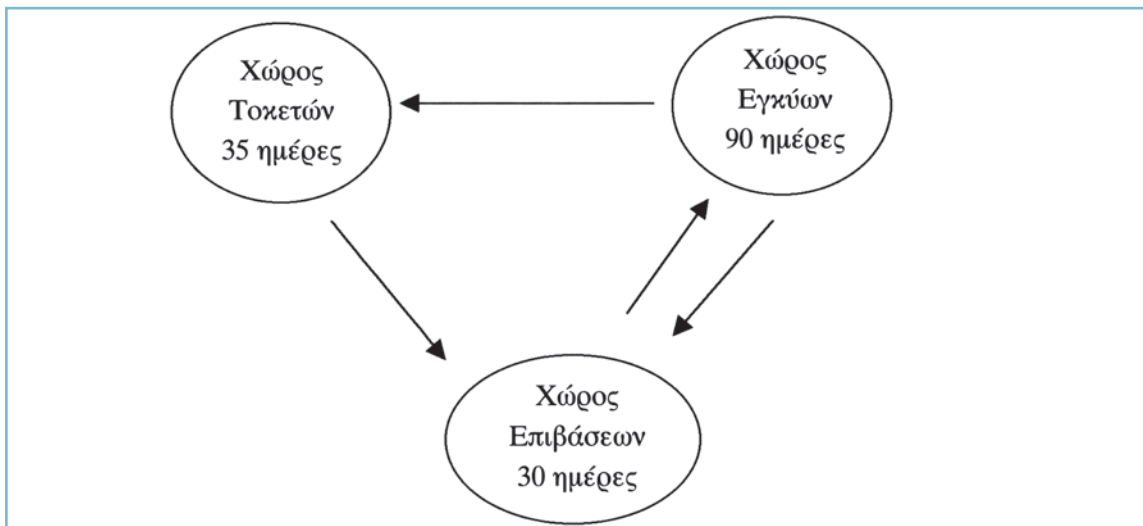 Χώρος
Τοκετών
35 ημέρες
Χώρος
Εγκύων
90 ημέρες
Χώρος
Επιβάσεων
30 ημέρες